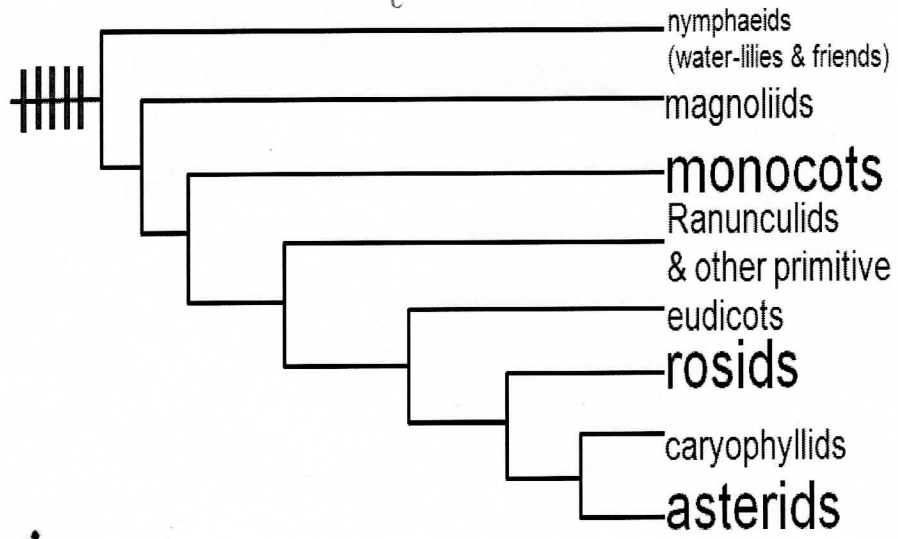 nymphaeids
(water-lilies & friends)
magnoliids
monocots
Ranunculids
& other primitive
eudicots
rosids
caryophyllids
asterids